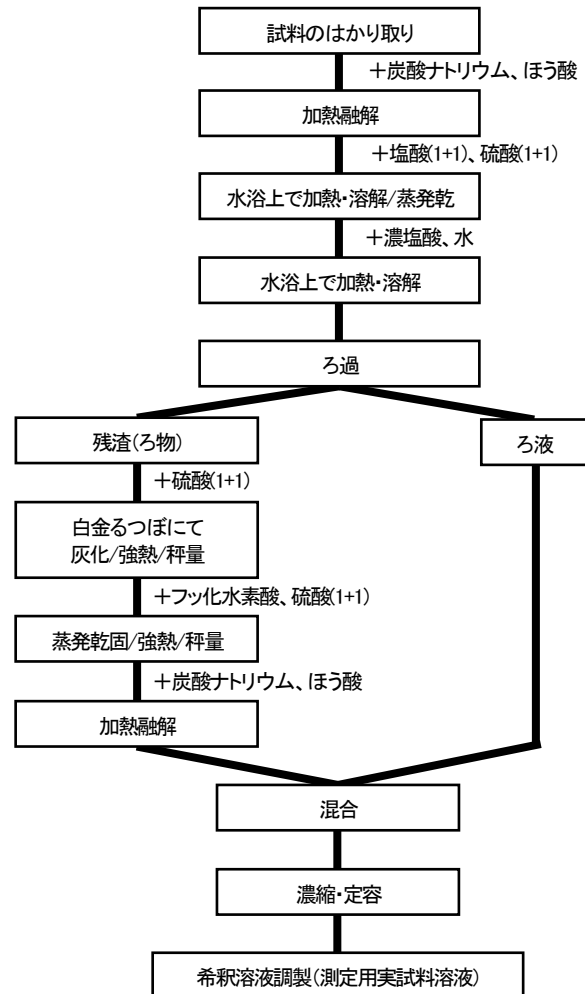 試料のはかり取り
＋炭酸ナトリウム、ほう酸
加熱融解
＋塩酸(1+1)、硫酸(1+1)
水浴上で加熱・溶解/蒸発乾
＋濃塩酸、水
水浴上で加熱・溶解
ろ過
残渣(ろ物)
ろ液
＋硫酸(1+1)
白金るつぼにて
灰化/強熱/秤量
＋フッ化水素酸、硫酸(1+1)
蒸発乾固/強熱/秤量
＋炭酸ナトリウム、ほう酸
加熱融解
混合
濃縮・定容
希釈溶液調製(測定用実試料溶液)